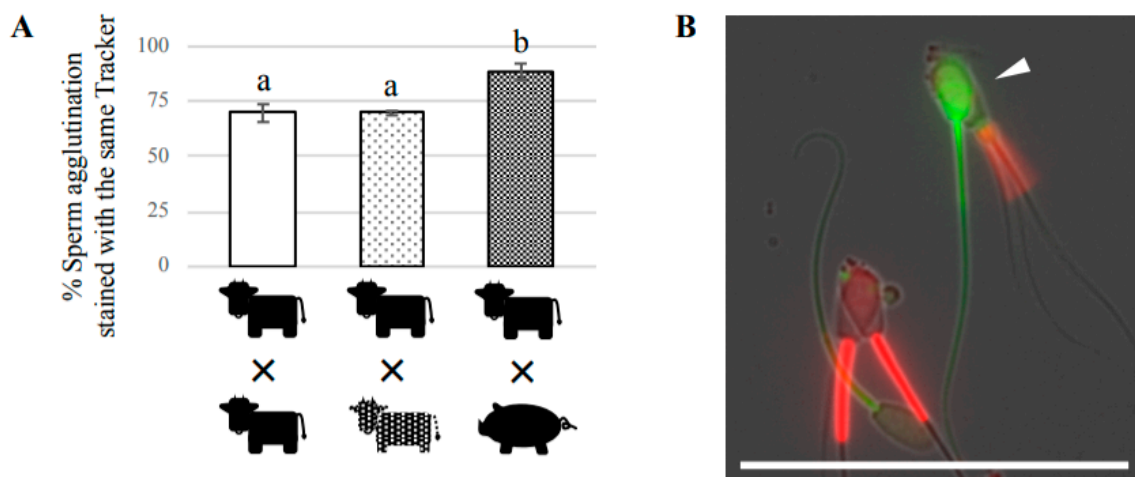 A
B
% Sperm agglutination
stained with the same Tracker
100
75
50
25
0
a
a
b
× × ×